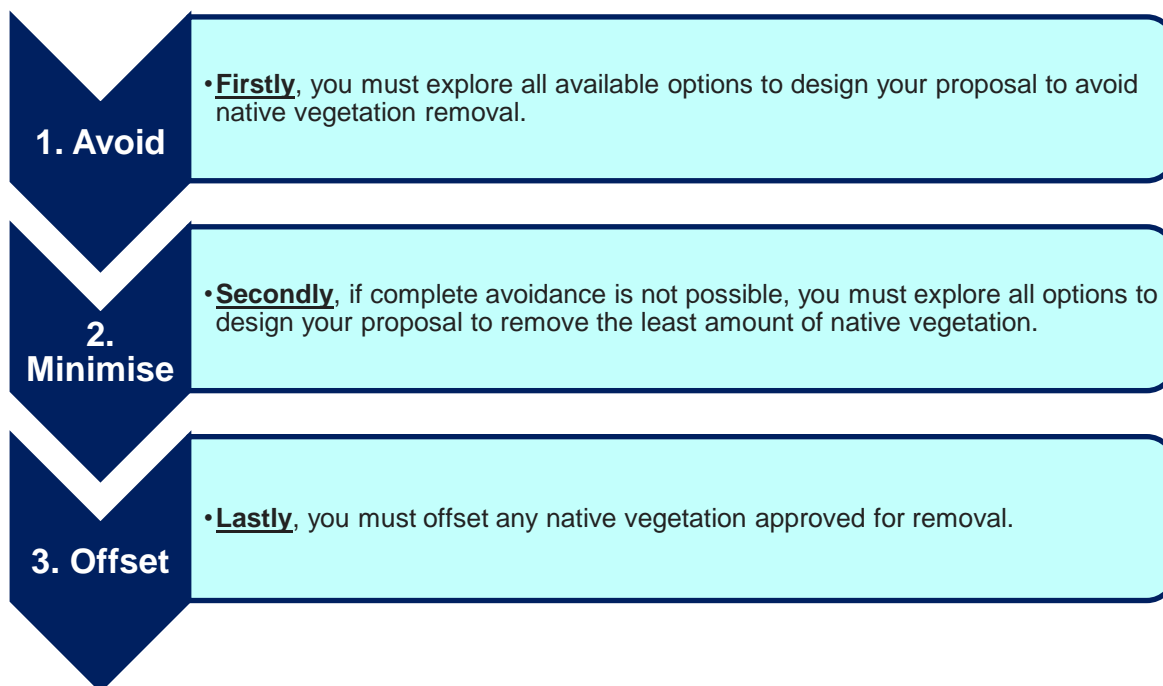 1. Avoid
•Firstly, you must explore all available options to design your proposal to avoid
native vegetation removal.
2.
Minimise
•Secondly, if complete avoidance is not possible, you must explore all options to
design your proposal to remove the least amount of native vegetation.
3. Offset
•Lastly, you must offset any native vegetation approved for removal.